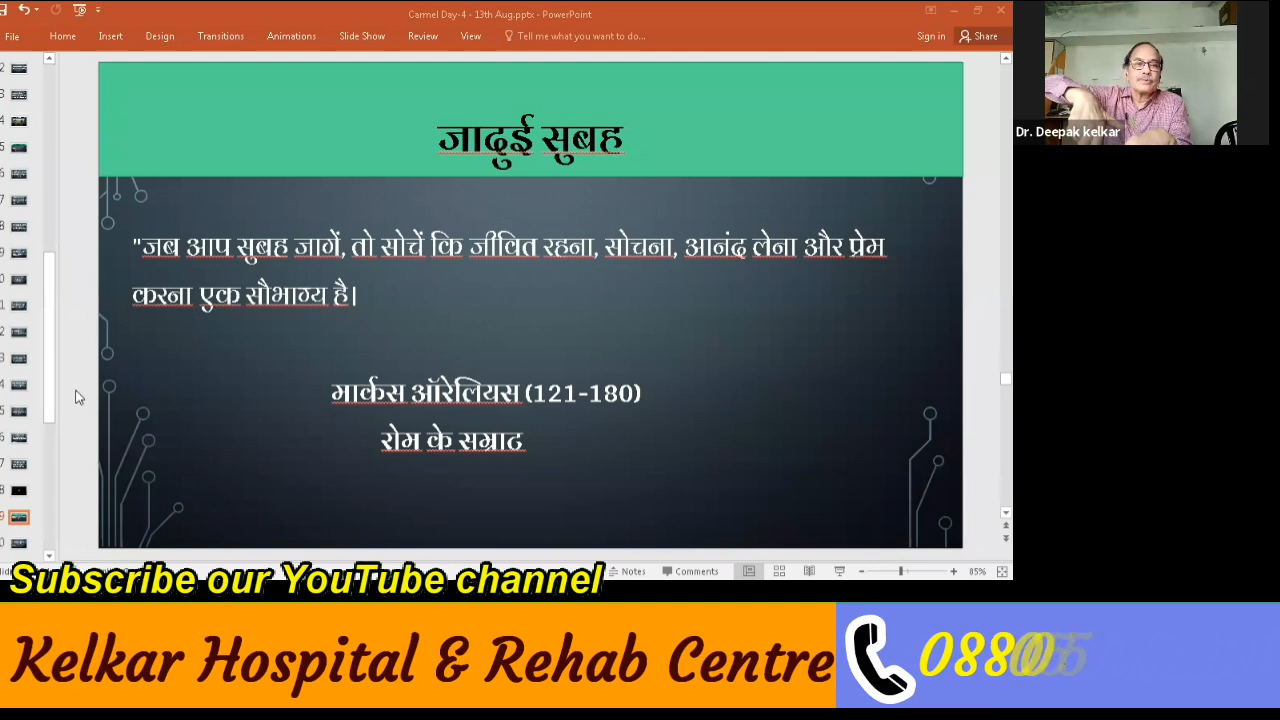 Carmel Day-4 - 13th Aug.pptx - PowerPoint
File Home Insert Design Transitions Animations Slide Show Review View Tell me what you want to do... Sign in Share
जादुई सुबह
"जब आप सुबह जागें, तो सोचें कि जीवित रहना, सोचना, आनंद लेना और प्रेम
करना एक सौभाग्य है।
मार्कस ऑरेलियस (121-180)
रोम के सम्राट
Dr. Deepak kelkar
Notes Comments 85%
Subscribe our YouTube channel
Kelkar Hospital & Rehab Centre
0880